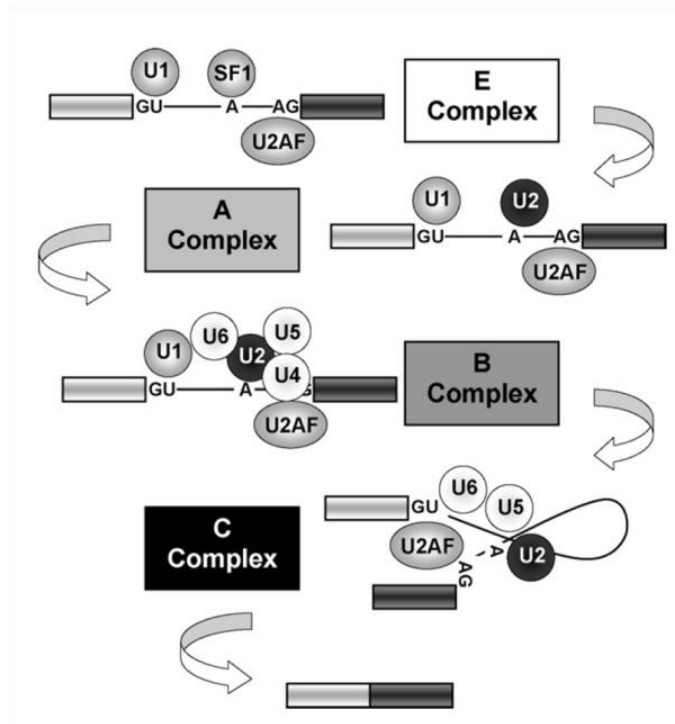 U1 SF1
GU A AG
U2AF
E
Complex
A
Complex
U1 U2
GU A AG
U2AF
U1 U6 U2 U5
U4
GU A G
U2AF
B
Complex
C
Complex
GU U6 U5
U2AF A U2
AG